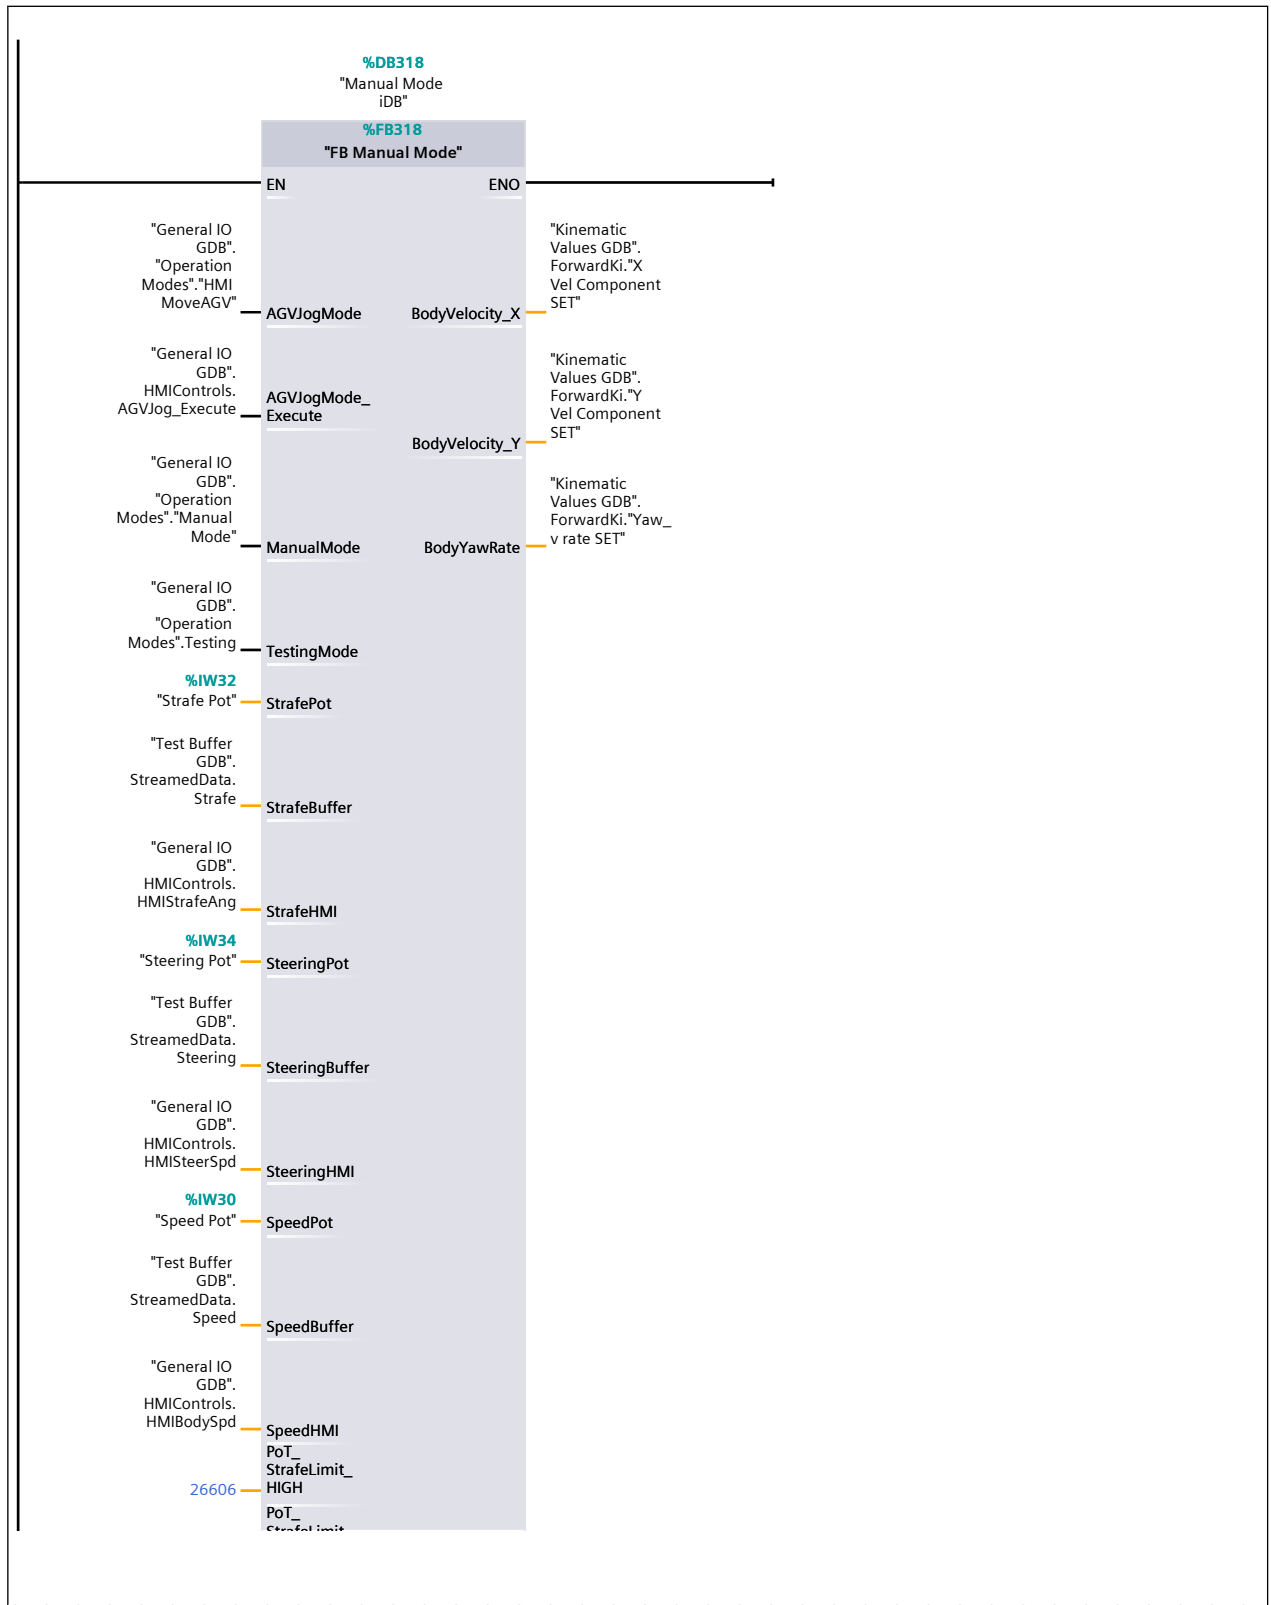 %DB318
"Manual Mode
iDB"
%FB318
"FB Manual Mode"
EN
ENO
"General IO
GDB".
"Operation
Modes"."HMI
MoveAGV"
AGVJogMode
BodyVelocity_X
"Kinematic
Values GDB".
ForwardKi."X
Vel Component
SET"
"General IO
GDB".
HMIControls.
AGVJog_Execute
AGVJogMode_
Execute
BodyVelocity_Y
"Kinematic
Values GDB".
ForwardKi."Y
Vel Component
SET"
"General IO
GDB".
"Operation
Modes"."Manual
Mode"
ManualMode
BodyYawRate
"Kinematic
Values GDB".
ForwardKi."Yaw_
v rate SET"
"General IO
GDB".
"Operation
Modes".Testing
TestingMode
%IW32
"Strafe Pot"
StrafePot
"Test Buffer
GDB".
StreamedData.
Strafe
StrafeBuffer
"General IO
GDB".
HMIControls.
HMIStrafeAng
StrafeHMI
%IW34
"Steering Pot"
SteeringPot
"Test Buffer
GDB".
StreamedData.
Steering
SteeringBuffer
"General IO
GDB".
HMIControls.
HMISteerSpd
SteeringHMI
%IW30
"Speed Pot"
SpeedPot
"Test Buffer
GDB".
StreamedData.
Speed
SpeedBuffer
"General IO
GDB".
HMIControls.
HMIBodySpd
SpeedHMI
26606
PoT_
StrafeLimit_
HIGH
PoT_
StrafeLimit